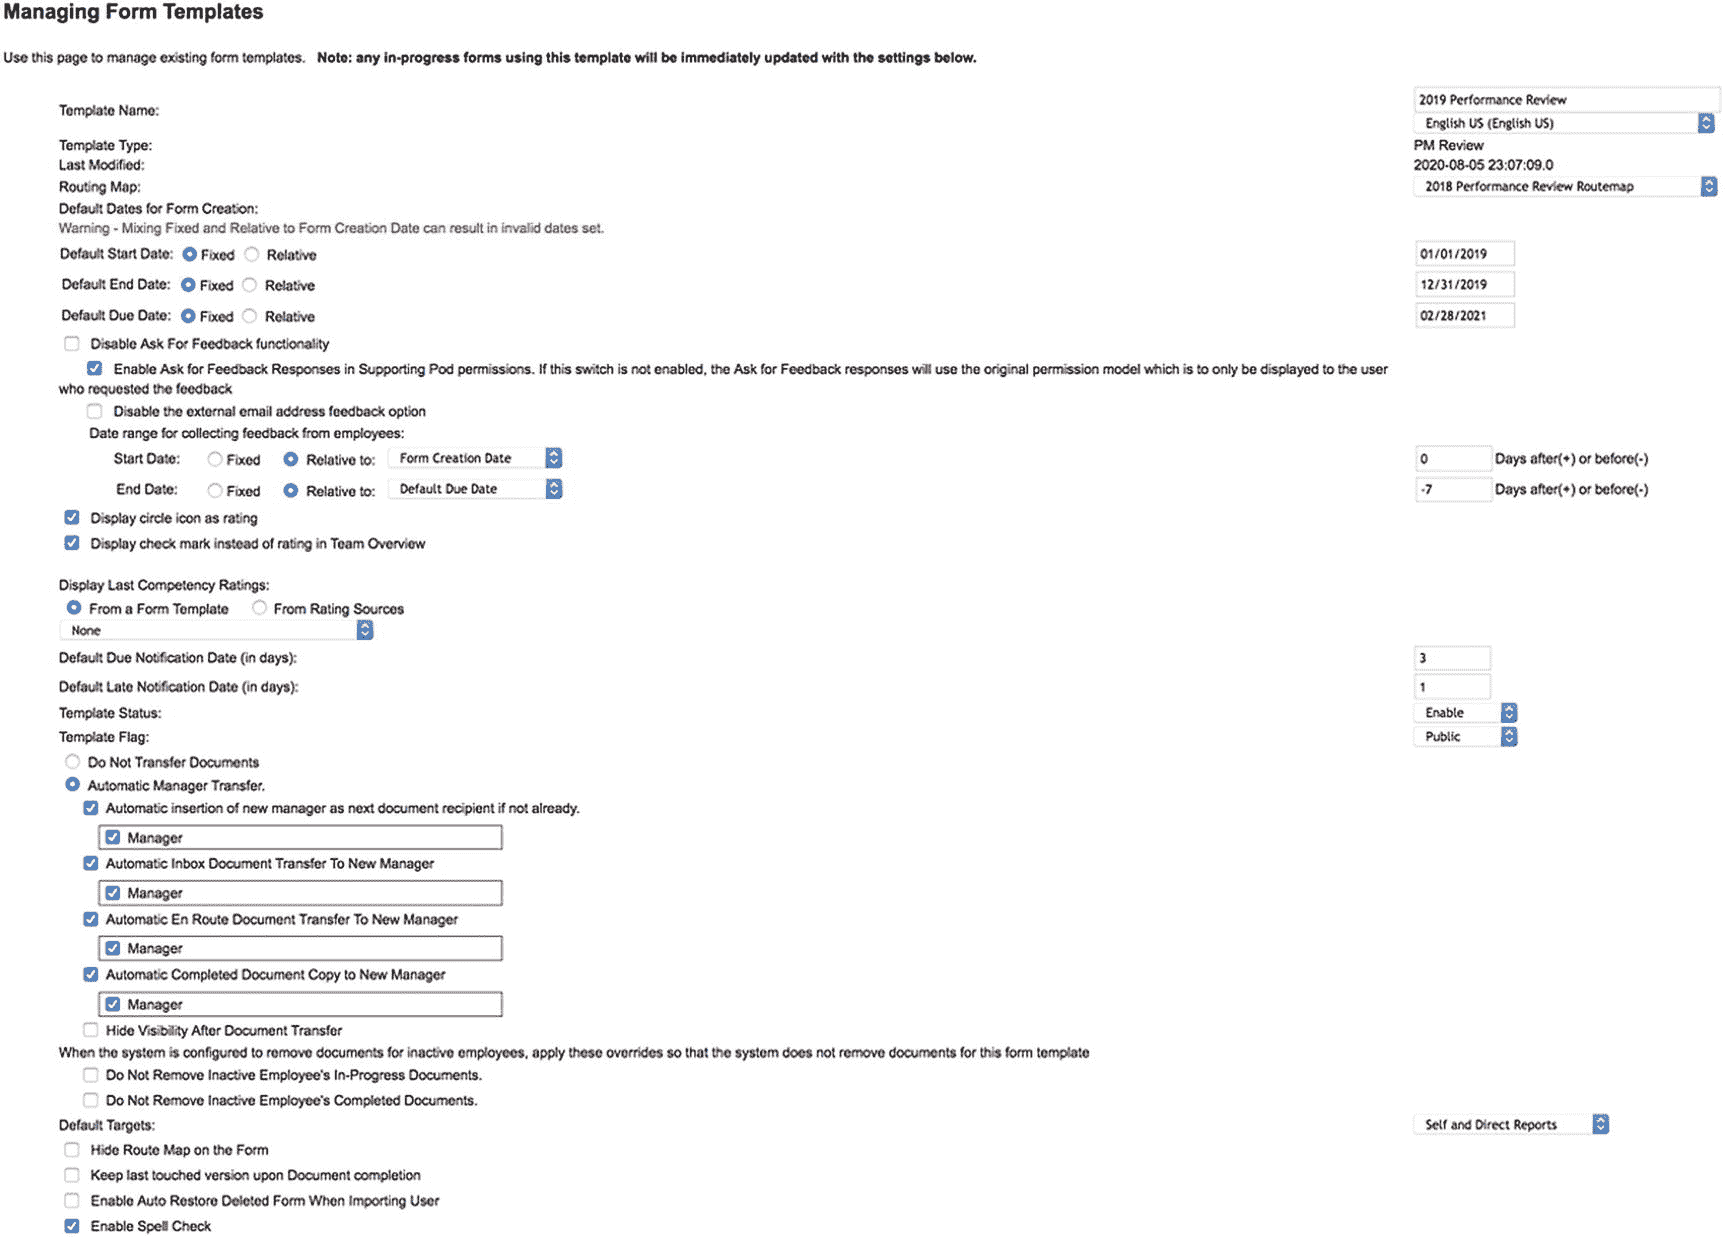 Managing Form Templates
Use this page to manage existing form templates. Note: any in-progress forms using this template will be immediately updated with the settings below.
Template Name: 2019 Performance Review
English US (English US)
Template Type: PM Review
Last Modified: 2020-08-05 23:07:09.0
Routing Map: 2018 Performance Review Routemap
Default Dates for Form Creation:
Warning - Mixing Fixed and Relative to Form Creation Date can result in invalid dates set.
Default Start Date: Fixed Relative 01/01/2019
Default End Date: Fixed Relative 12/31/2019
Default Due Date: Fixed Relative 02/28/2021
Disable Ask For Feedback functionality
Enable Ask for Feedback Responses in Supporting Pod permissions. If this switch is not enabled, the Ask for Feedback responses will use the original permission model which is to only be displayed to the user
who requested the feedback
Disable the external email address feedback option
Date range for collecting feedback from employees:
Start Date: Fixed Relative to: Form Creation Date 0 Days after(+) or before(-)
End Date: Fixed Relative to: Default Due Date -7 Days after(+) or before(-)
Display circle icon as rating
Display check mark instead of rating in Team Overview
Display Last Competency Ratings:
From a Form Template From Rating Sources
None
Default Due Notification Date (in days): 3
Default Late Notification Date (in days): 1
Template Status: Enable
Template Flag: Public
Do Not Transfer Documents
Automatic Manager Transfer.
Automatic insertion of new manager as next document recipient if not already.
Manager
Automatic Inbox Document Transfer To New Manager
Manager
Automatic En Route Document Transfer To New Manager
Manager
Automatic Completed Document Copy to New Manager
Manager
Hide Visibility After Document Transfer
When the system is configured to remove documents for inactive employees, apply these overrides so that the system does not remove documents for this form template
Do Not Remove Inactive Employee's In-Progress Documents.
Do Not Remove Inactive Employee's Completed Documents.
Default Targets: Self and Direct Reports
Hide Route Map on the Form
Keep last touched version upon Document completion
Enable Auto Restore Deleted Form When Importing User
Enable Spell Check